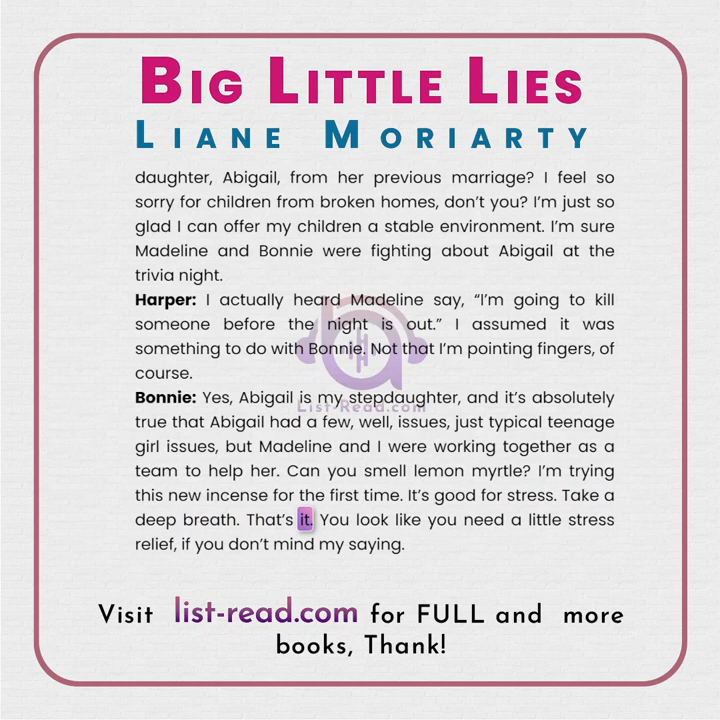 BIG LITTLE LIES
LIANE MORIARTY
daughter, Abigail, from her previous marriage? I feel so
sorry for children from broken homes, don't you? I'm just so
glad I can offer my children a stable environment. I'm sure
Madeline and Bonnie were fighting about Abigail at the
trivia night.
Harper: I actually heard Madeline say, “I'm going to kill
someone before the night is out.” I assumed it was
something to do with Bonnie. Not that I'm pointing fingers, of
course.
Bonnie: Yes, Abigail is my stepdaughter, and it's absolutely
true that Abigail had a few, well, issues, just typical teenage
girl issues, but Madeline and I were working together as a
team to help her. Can you smell lemon myrtle? I'm trying
this new incense for the first time. It's good for stress. Take a
deep breath. That's it. You look like you need a little stress
relief, if you don't mind my saying.
List-Read.com
Visit list-read.com for FULL and more
books, Thank!